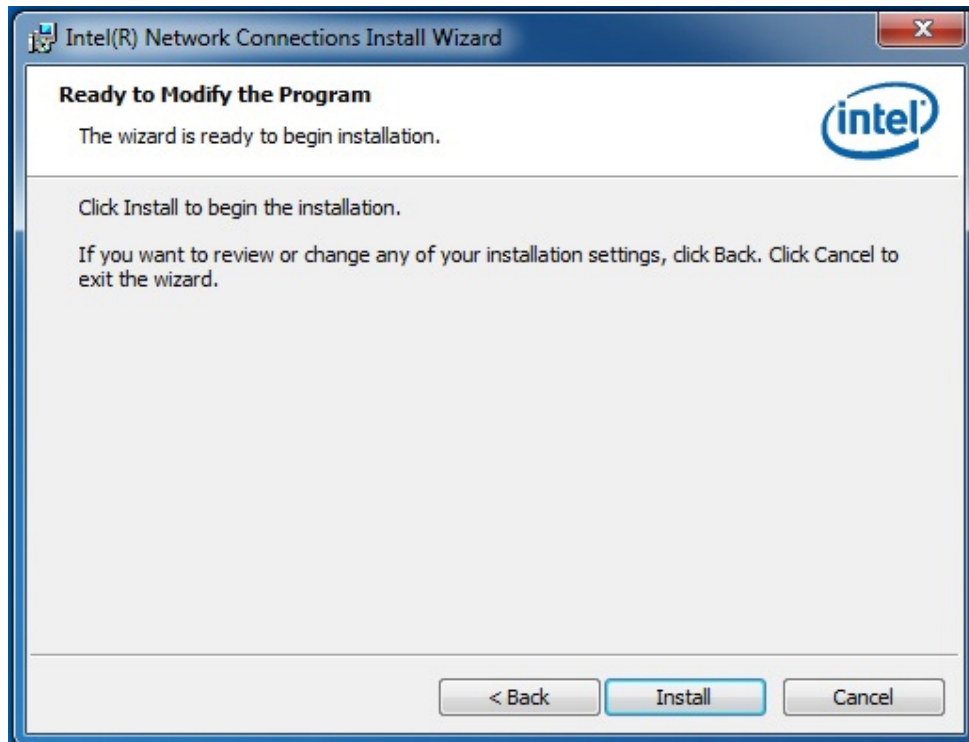 Intel(R) Network Connections Install Wizard
Ready to Modify the Program
The wizard is ready to begin installation.
intel
Click Install to begin the installation.
If you want to review or change any of your installation settings, click Back. Click Cancel to
exit the wizard.
< Back
Install
Cancel